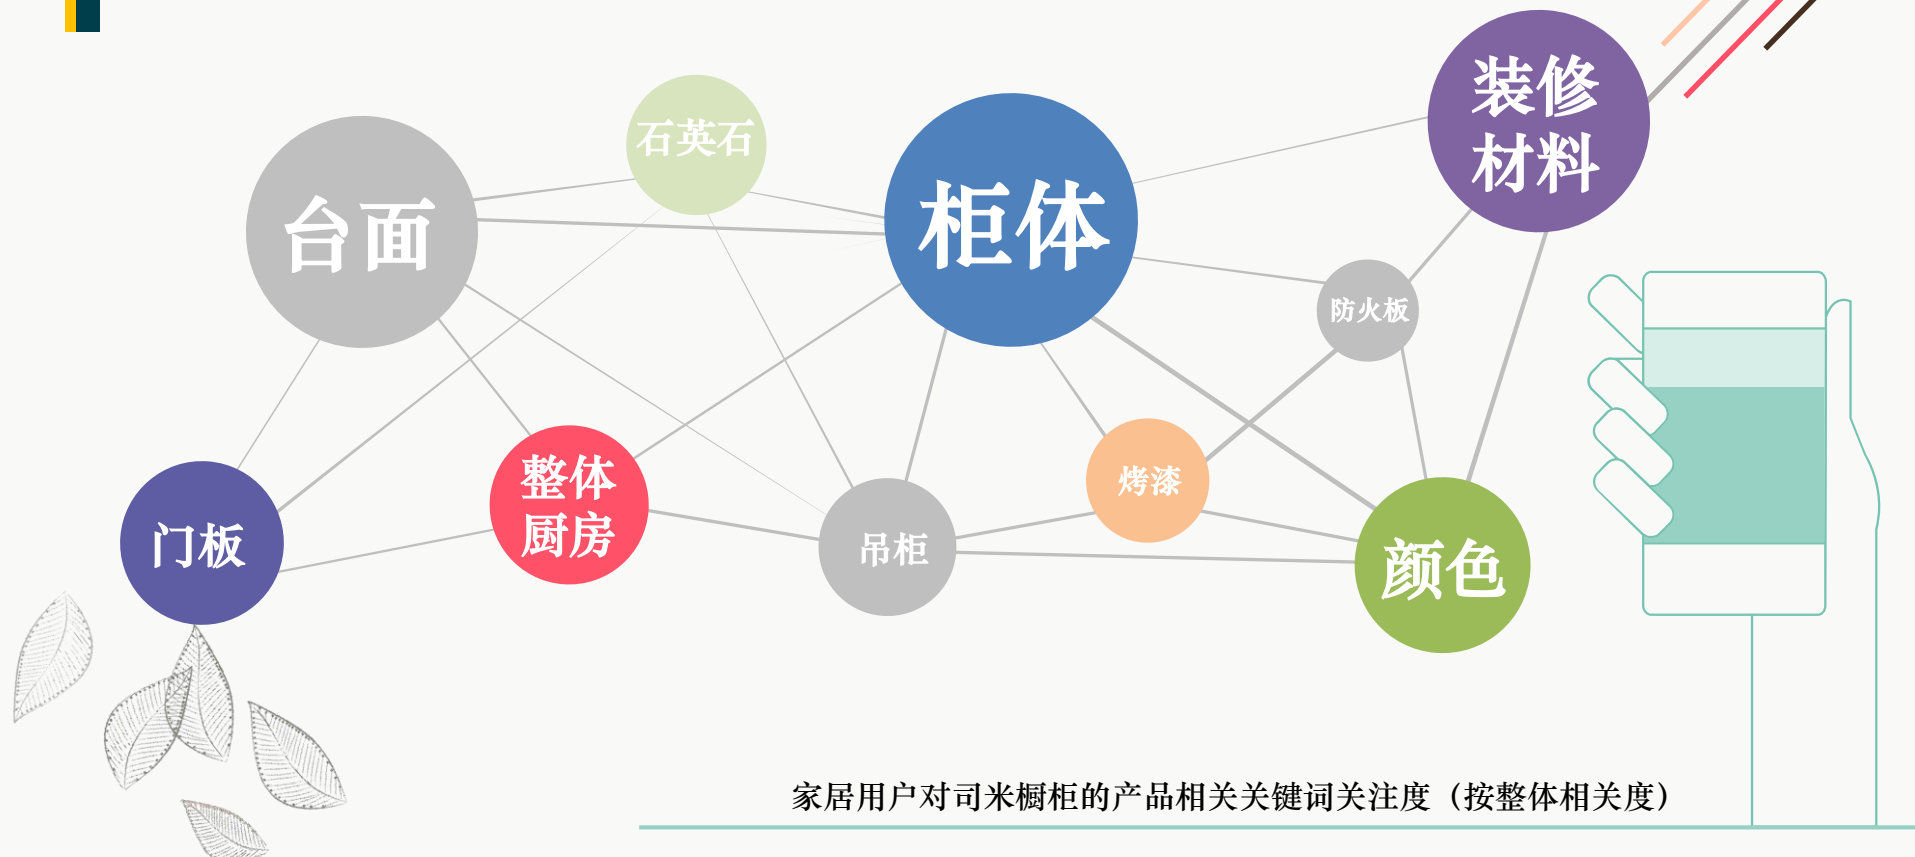 装修
材料
石英石
柜体
台面
防火板
整体
厨房
烤漆
门板
吊柜
颜色
家居用户对司米橱柜的产品相关关键词关注度（按整体相关度）